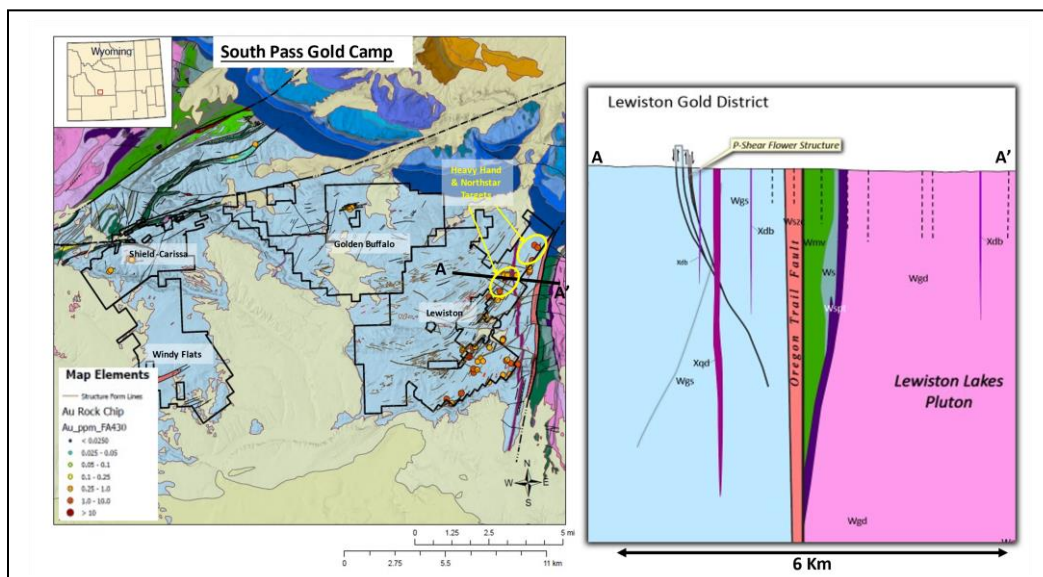 Wyoming
South Pass Gold Camp
Heavy Hand
& Northstar
Targets
Golden Buffalo
Shield -Carissa
A
A'
Lewiston
Windy Flats
Map Elements
Structure Form Lines
Au Rock Chip
Au_ppm_FA430
< 0.0250
0.025 - 0.05
0.05 - 0.1
0.1 - 0.25
0.25 - 1.0
1.0 - 10.0
> 10
N
W E
S
0 1.25 2.5 5 mi
0 2.75 5.5 11 km
Lewiston Gold District
P-Shear Flower Structure
A
A'
Wgs
Xdb
Xdb
Wmv
Ws
Wgd
Xdb
Oregon Trail Fault
Xqd
Wgs
Lewiston Lakes
Pluton
Wgd
6 Km